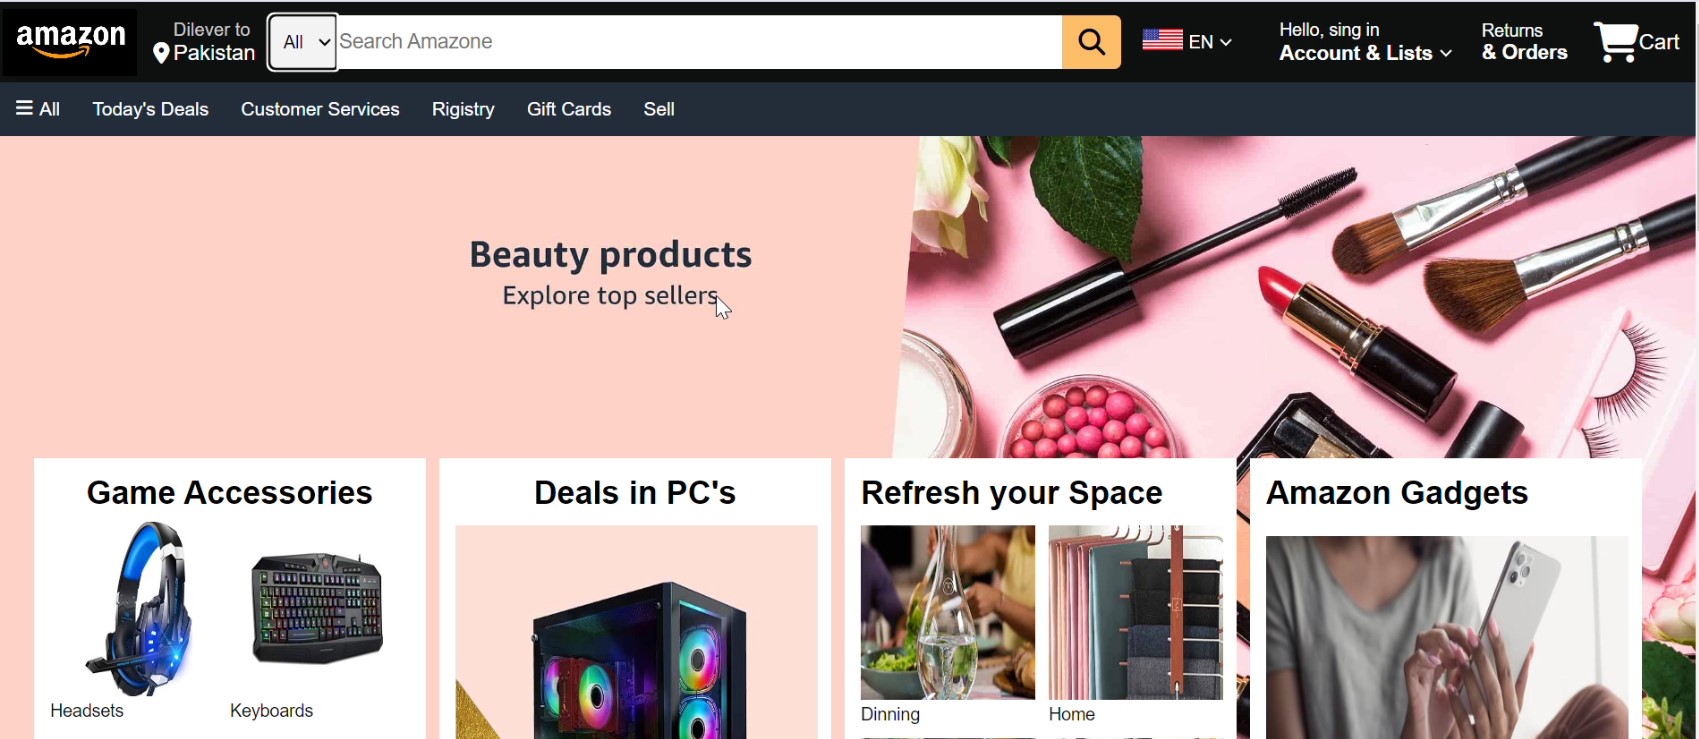 amazon
Dilever to
Pakistan
All
Search Amazone
EN
Hello, sing in
Account & Lists
Returns
& Orders
Cart
All
Today's Deals
Customer Services
Rigistry
Gift Cards
Sell
Beauty products
Explore top sellers
Game Accessories
Deals in PC's
Refresh your Space
Amazon Gadgets
Headsets
Keyboards
Dinning
Home